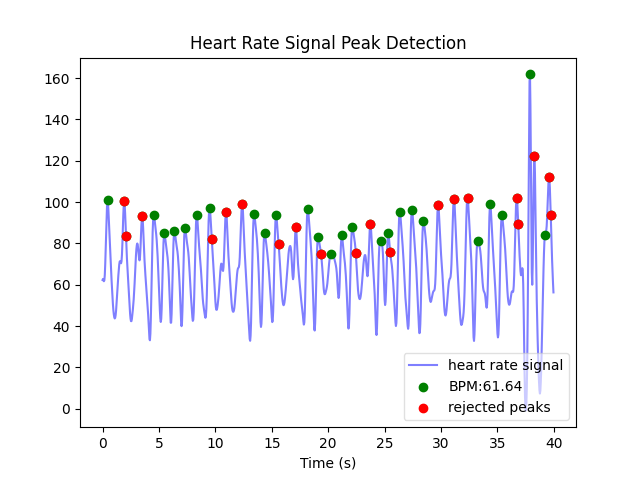 Heart Rate Signal Peak Detection
160
140
120
100
80
60
40
20
0
heart rate signal
BPM:61.64
rejected peaks
0 5 10 15 20 25 30 35 40
Time (s)